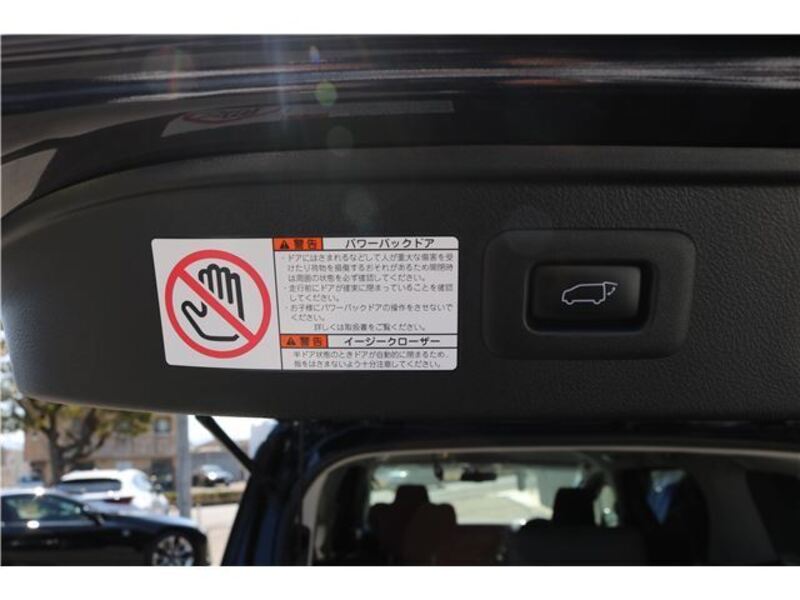 警告 パワーバックドア
・ドアにはさまれるなどして人が重大な傷害を受
けたり荷物を損傷するおそれがあるため開閉時
は周囲の状態を必ず確認してください。
・走行前にドアが確実に閉まっていることを確認
してください。
・お子様にパワーバックドアの操作をさせないで
ください。
詳しくは取扱書をご覧ください。
警告 イージークローザー
半ドア状態のときドアが自動的に閉まるため、
指をはさまないよう十分注意してください。